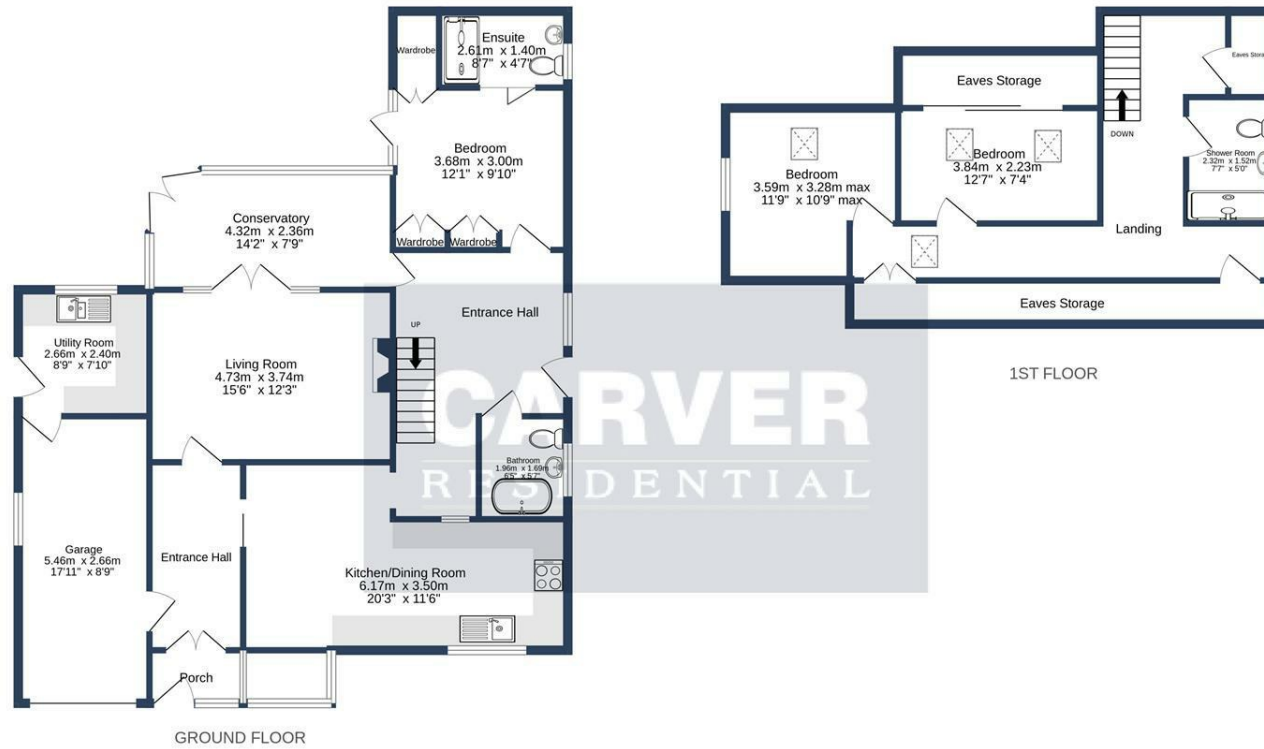 Wardrobe
Ensuite
2.61m x 1.40m
8'7" x 4'7"
Bedroom
3.68m x 3.00m
12'1" x 9'10"
Wardrobe
Wardrobe
Conservatory
4.32m x 2.36m
14'2" x 7'9"
Entrance Hall
UP
Utility Room
2.66m x 2.40m
8'9" x 7'10"
Living Room
4.73m x 3.74m
15'6" x 12'3"
CARVER
RESIDENTIAL
Bathroom
1.96m x 1.69m
6'5" x 5'7"
Garage
5.46m x 2.66m
17'11" x 8'9"
Entrance Hall
Kitchen/Dining Room
6.17m x 3.50m
20'3" x 11'6"
Porch
GROUND FLOOR
Eaves Storage
Eaves Stora
DOWN
Bedroom
3.59m x 3.28m max
11'9" x 10'9" max
Bedroom
3.84m x 2.23m
12'7" x 7'4"
Shower Room
2.32m x 1.52m
7'7" x 5'0"
Landing
Eaves Storage
1ST FLOOR